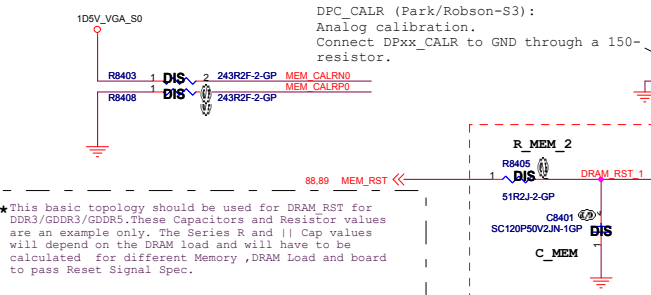 DPC_CALR (Park/Robson-S3):
Analog calibration.
Connect DPxx_CALR to GND through a 150-
resistor.
1D5V_VGA_S0
R8403 1 DIS 2 243R2F-2-GP MEM_CALRN0
R8408 1 DIS 243R2F-2-GP MEM_CALRP0
R_MEM_2
R8405
88,89 MEM_RST 1 DIS DRAM_RST_1
51R2J-2-GP
*This basic topology should be used for DRAM_RST for
DDR3/GDDR3/GDDR5.These Capacitors and Resistor values
are an example only. The Series R and || Cap values
will depend on the DRAM load and will have to be
calculated for different Memory ,DRAM Load and board
to pass Reset Signal Spec.
C8401
SC120P50V2JN-1GP DIS
1
C_MEM